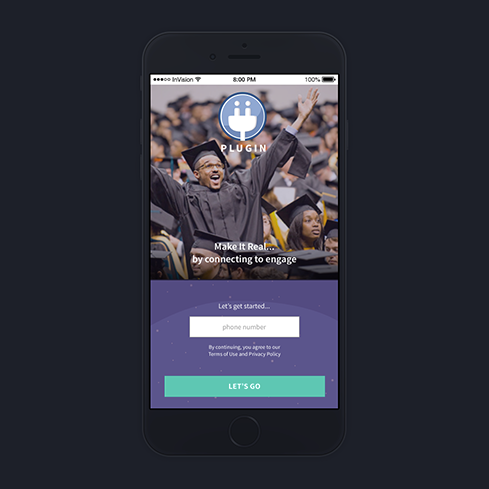 InVision
8:00 PM
100%
PLUGIN
Make It Real...
by connecting to engage
Let's get started...
phone number
By continuing, you agree to our
Terms of Use and Privacy Policy
LET'S GO